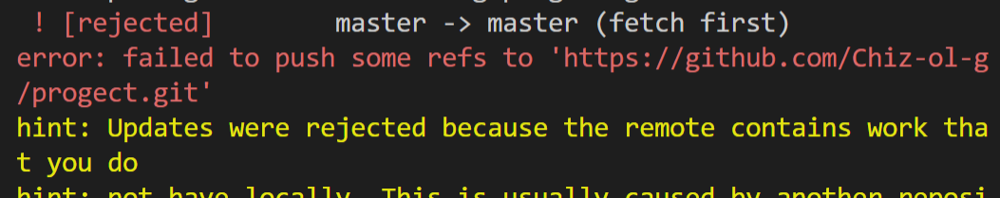 ! [rejected]        master -> master (fetch first)
error: failed to push some refs to 'https://github.com/Chiz-ol-g
/progect.git'
hint: Updates were rejected because the remote contains work tha
t you do
hint: not have locally. This is usually caused by another reposi